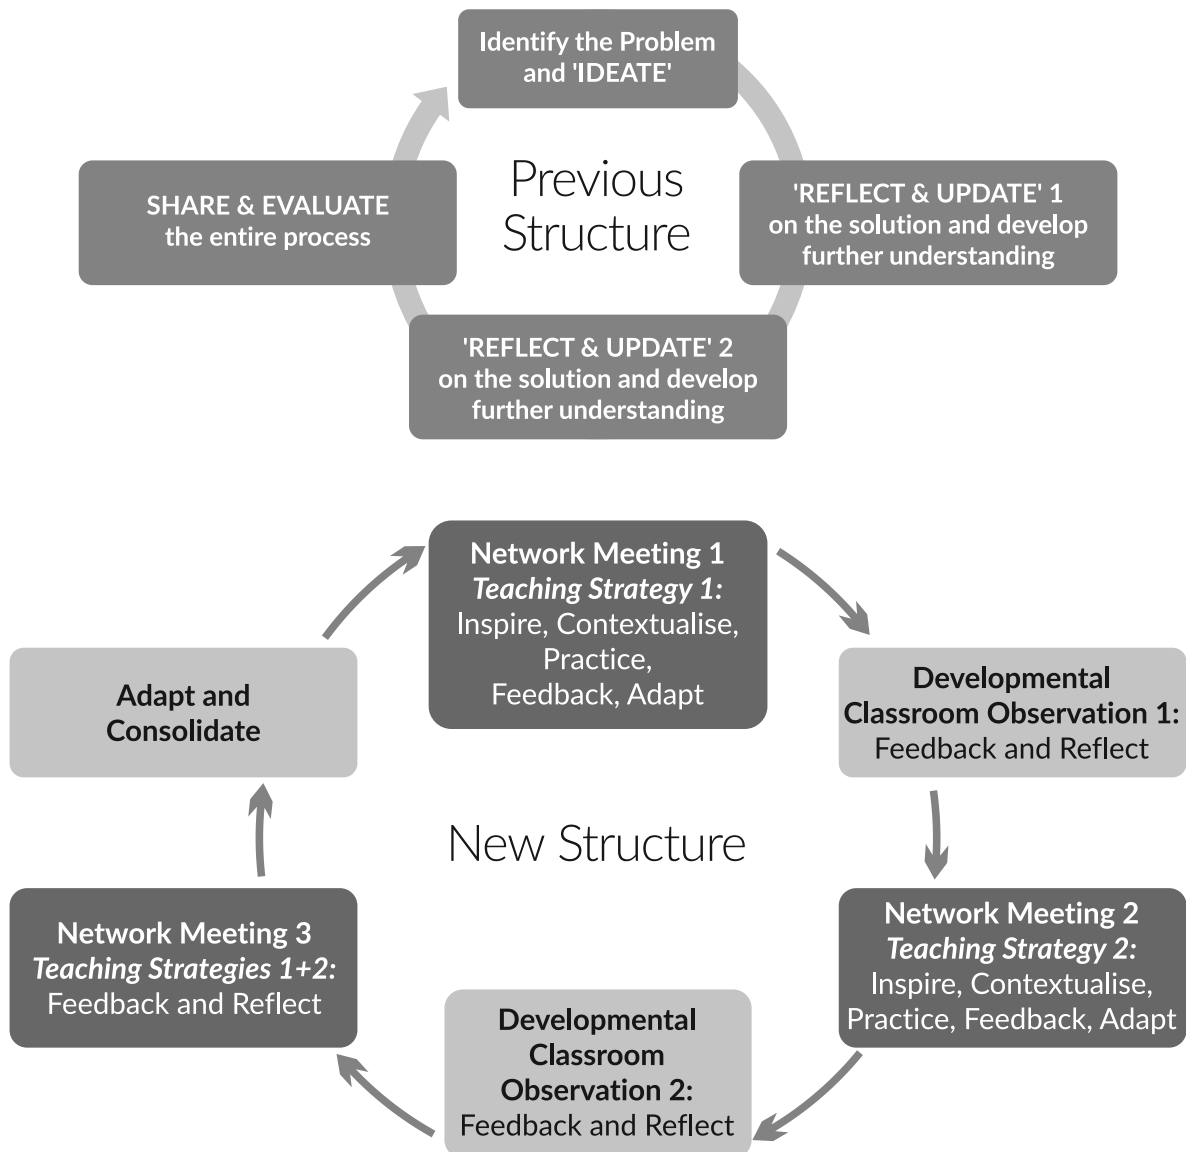 Identify the Problem
and 'IDEATE'
Previous
Structure
SHARE & EVALUATE
the entire process
'REFLECT & UPDATE' 1
on the solution and develop
further understanding
'REFLECT & UPDATE' 2
on the solution and develop
further understanding
Network Meeting 1
Teaching Strategy 1:
Inspire, Contextualise,
Practice,
Feedback, Adapt
Adapt and
Consolidate
Developmental
Classroom Observation 1:
Feedback and Reflect
New Structure
Network Meeting 3
Teaching Strategies 1+2:
Feedback and Reflect
Network Meeting 2
Teaching Strategy 2:
Inspire, Contextualise,
Practice, Feedback, Adapt
Developmental
Classroom
Observation 2:
Feedback and Reflect